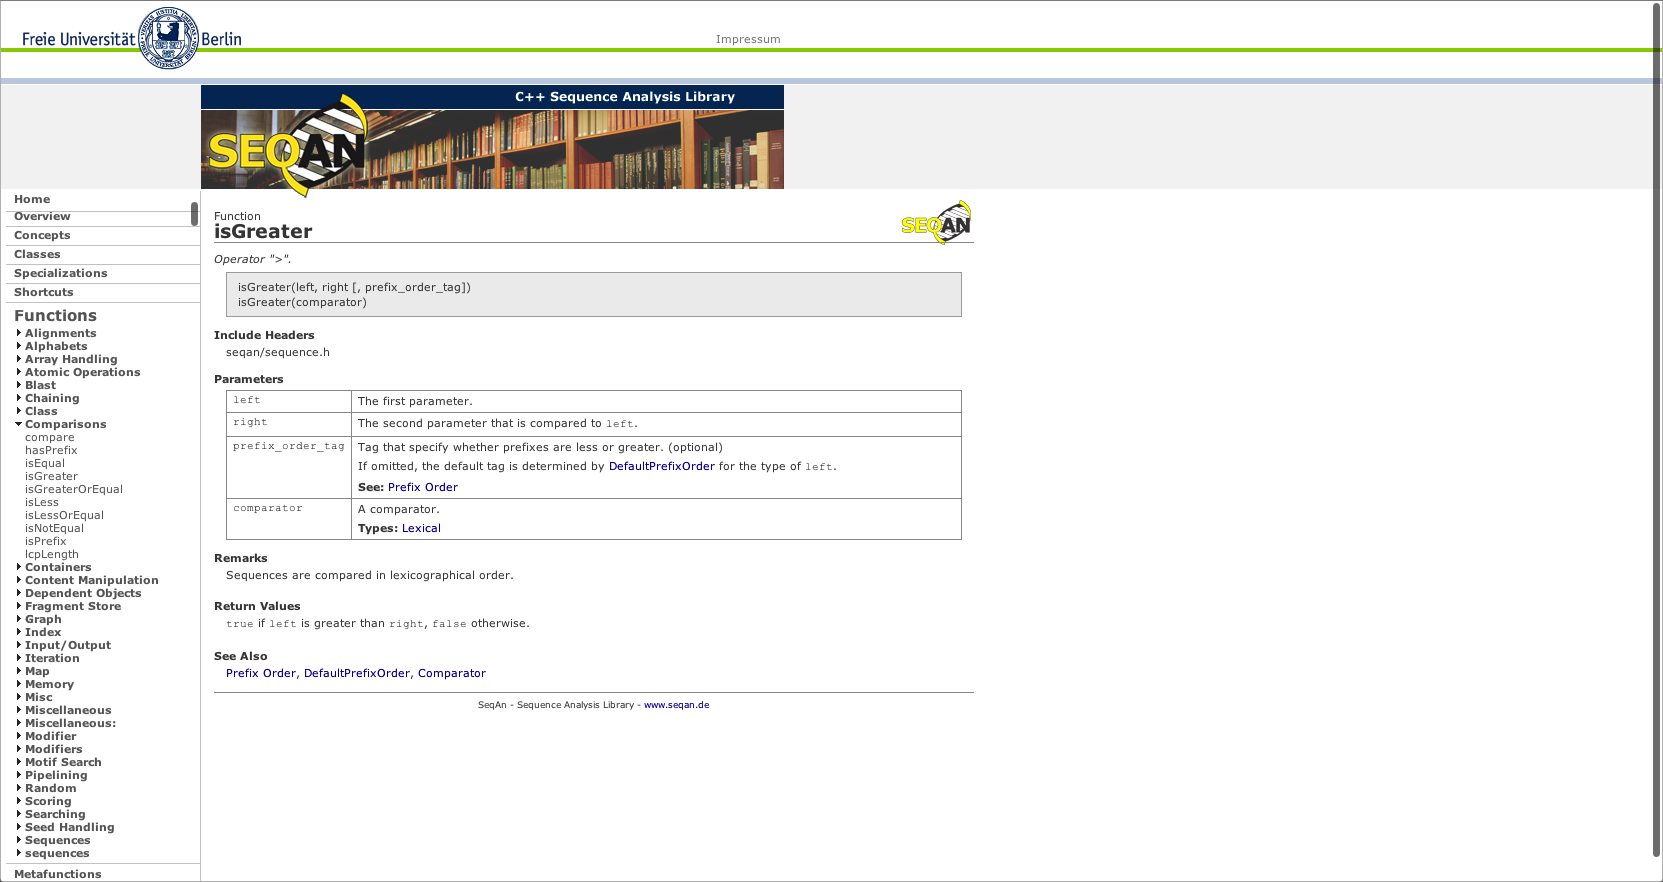 Freie Universität Berlin
Impressum
C++ Sequence Analysis Library
SEQAN
Home
Overview
Concepts
Classes
Specializations
Shortcuts
Functions
Alignments
Alphabets
Array Handling
Atomic Operations
Blast
Chaining
Class
Comparisons
compare
hasPrefix
isEqual
isGreater
isGreaterOrEqual
isLess
isLessOrEqual
isNotEqual
isPrefix
lcpLength
Containers
Content Manipulation
Dependent Objects
Fragment Store
Graph
Index
Input/Output
Iteration
Map
Memory
Misc
Miscellaneous
Miscellaneous:
Modifier
Modifiers
Motif Search
Pipelining
Random
Scoring
Searching
Seed Handling
Sequences
sequences
Metafunctions
Function
isGreater
SEQAN
Operator ">".
isGreater(left, right [, prefix_order_tag])
isGreater(comparator)
Include Headers
seqan/sequence.h
Parameters
left The first parameter.
right The second parameter that is compared to left.
prefix_order_tag Tag that specify whether prefixes are less or greater. (optional)
If omitted, the default tag is determined by DefaultPrefixOrder for the type of left.
See: Prefix Order
comparator A comparator.
Types: Lexical
Remarks
Sequences are compared in lexicographical order.
Return Values
true if left is greater than right, false otherwise.
See Also
Prefix Order, DefaultPrefixOrder, Comparator
SeqAn - Sequence Analysis Library - www.seqan.de